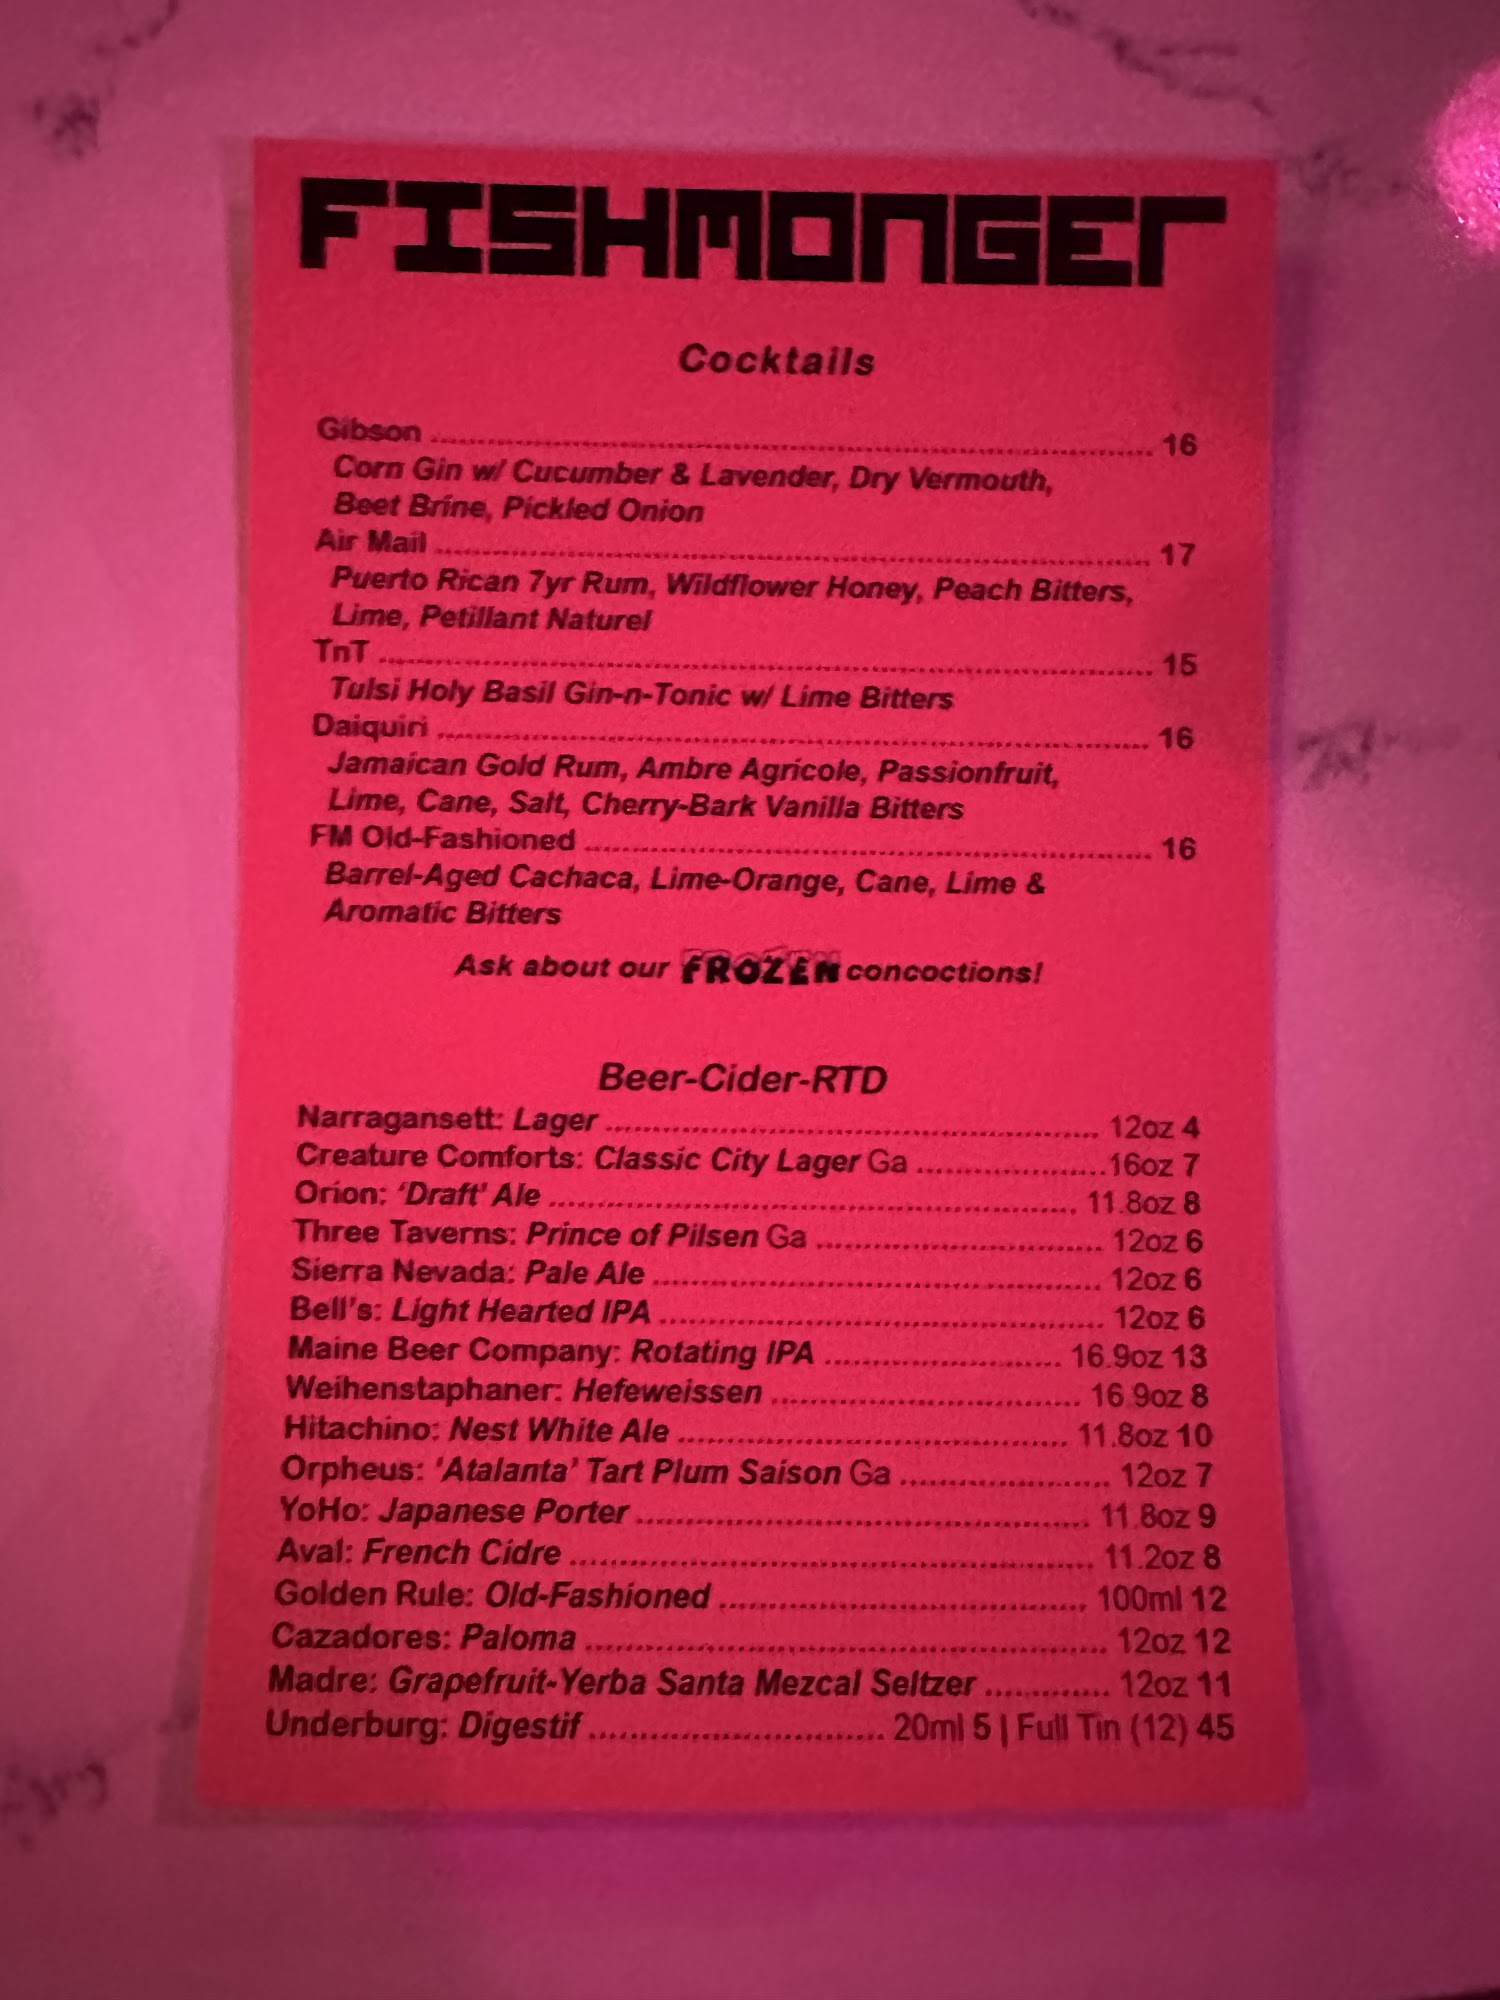 FISHMONGER
Cocktails
Gibson ........ 16
Corn Gin w/ Cucumber & Lavender, Dry Vermouth,
Beet Brine, Pickled Onion
Air Mail ........ 17
Puerto Rican 7yr Rum, Wildflower Honey, Peach Bitters,
Lime, Petillant Naturel
TnT ........ 15
Tulsi Holy Basil Gin-n-Tonic w/ Lime Bitters
Daiquiri ........ 16
Jamaican Gold Rum, Ambre Agricole, Passionfruit,
Lime, Cane, Salt, Cherry-Bark Vanilla Bitters
FM Old-Fashioned ........ 16
Barrel-Aged Cachaca, Lime-Orange, Cane, Lime &
Aromatic Bitters
Ask about our FROZEN concoctions!
Beer-Cider-RTD
Narragansett: Lager ........ 12oz 4
Creature Comforts: Classic City Lager Ga ........ 16oz 7
Orion: ‘Draft’ Ale ........ 11.8oz 8
Three Taverns: Prince of Pilsen Ga ........ 12oz 6
Sierra Nevada: Pale Ale ........ 12oz 6
Bell's: Light Hearted IPA ........ 12oz 6
Maine Beer Company: Rotating IPA ........ 16.9oz 13
Weihenstaphaner: Hefeweissen ........ 16.9oz 8
Hitachino: Nest White Ale ........ 11.8oz 10
Orpheus: ‘Atalanta’ Tart Plum Saison Ga ........ 12oz 7
YoHo: Japanese Porter ........ 11.8oz 9
Aval: French Cidre ........ 11.2oz 8
Golden Rule: Old-Fashioned ........ 100ml 12
Cazadores: Paloma ........ 12oz 12
Madre: Grapefruit-Yerba Santa Mezcal Seltzer ........ 12oz 11
Underburg: Digestif ........ 20ml 5 | Full Tin (12) 45